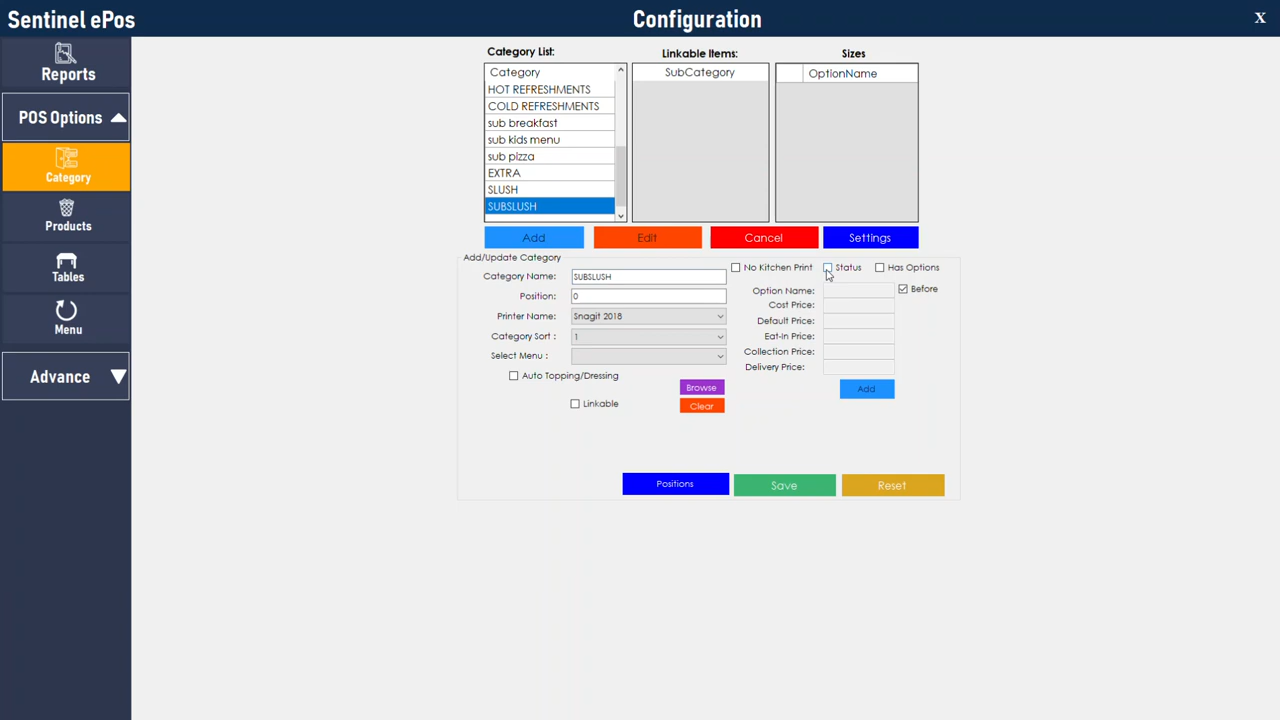 Sentinel ePos
Configuration
X
Reports
POS Options
Category
Products
Tables
Menu
Advance
Category List:
Category
HOT REFRESHMENTS
COLD REFRESHMENTS
sub breakfast
sub kids menu
sub pizza
EXTRA
SLUSH
SUBSLUSH
Linkable Items:
SubCategory
Sizes
OptionName
Add
Edit
Cancel
Settings
Add/Update Category
Category Name: SUBSLUSH
Position: 0
Printer Name: Snagit 2018
Category Sort : 1
Select Menu :
Auto Topping/Dressing
Linkable
Browse
Clear
No Kitchen Print
Status
Has Options
Option Name:
Before
Cost Price:
Default Price:
Eat-In Price:
Collection Price:
Delivery Price:
Add
Positions
Save
Reset